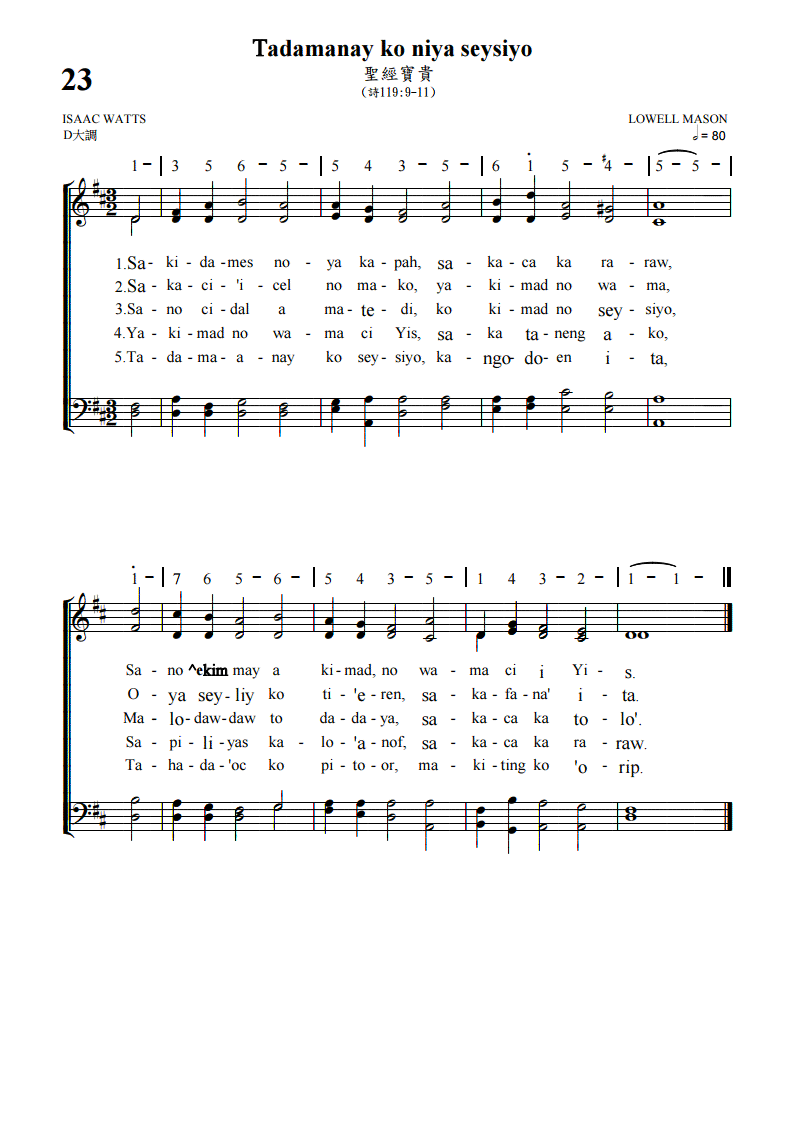 Tadamanay ko niya seysiyo
23
聖經寶貴
(詩119:9-11)
ISAAC WATTS
LOWELL MASON
D大調
= 80
1 - | 3 5 6 - 5 - | 5 4 3 - 5 - | 6 1 5 - #4 - | 5 - 5 - |
3 2
1.Sa- ki - da-mes no - ya ka - pah, sa - ka - ca ka ra - raw,
2.Sa- ka - ci - 'i - cel no ma - ko, ya - ki - mad no wa - ma,
3.Sa - no ci - dal a ma - te - di, ko ki - mad no sey - siyo,
4.Ya - ki - mad no wa - ma ci Yis, sa - ka ta - neng a - ko,
5.Ta - da - ma - a - nay ko sey - siyo, ka - ngo- do- en i - ta,
3 2
1 - | 7 6 5 - 6 - | 5 4 3 - 5 - | 1 4 3 - 2 - | 1 - 1 - ||
Sa - no ^ekim may a ki - mad, no wa - ma ci i Yi - s.
O - ya sey - liy ko ti - 'e - ren, sa - ka - fa - na' i - ta.
Ma - lo - daw - daw to da - da - ya, sa - ka - ca ka to - lo'.
Sa - pi - li - yas ka - lo - 'a - nof, sa - ka - ca ka ra - raw.
Ta - ha - da - 'oc ko pi - to - or, ma - ki - ting ko 'o - rip.